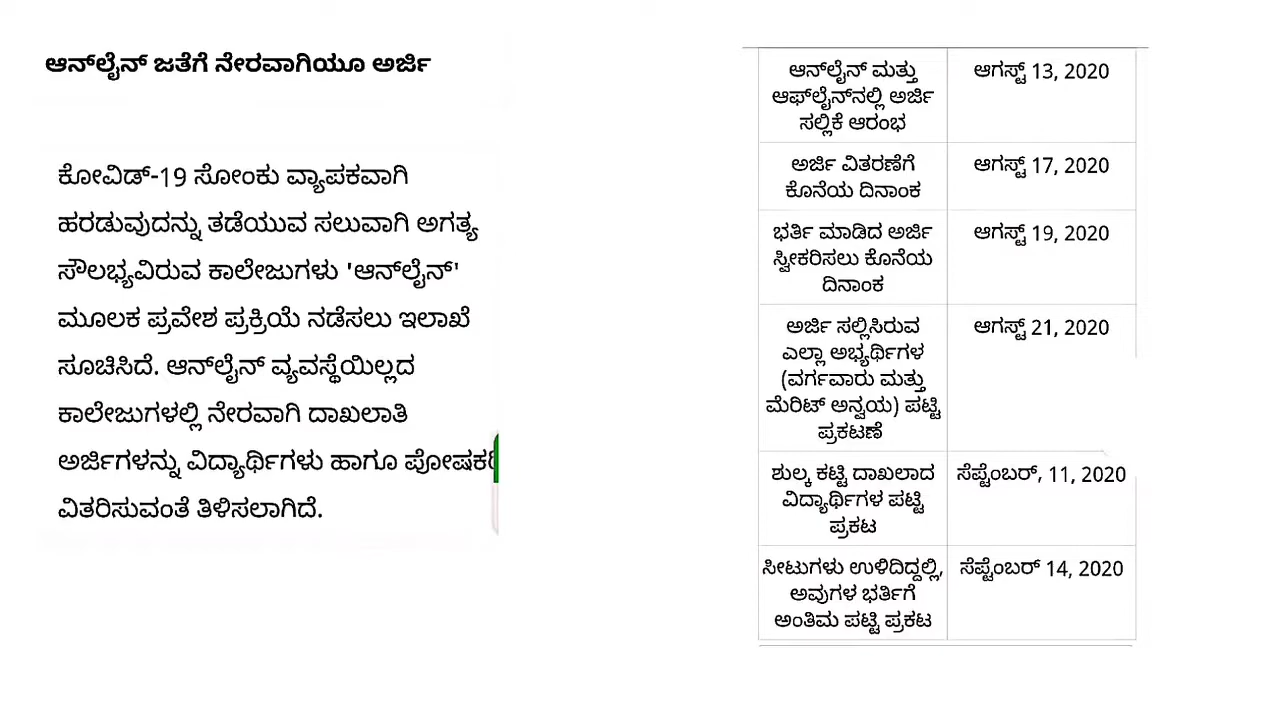 ಆನ್‌ಲೈನ್ ಜತೆಗೆ ನೇರವಾಗಿಯೂ ಅರ್ಜಿ
ಕೋವಿಡ್-19 ಸೋಂಕು ವ್ಯಾಪಕವಾಗಿ
ಹರಡುವುದನ್ನು ತಡೆಯುವ ಸಲುವಾಗಿ ಅಗತ್ಯ
ಸೌಲಭ್ಯವಿರುವ ಕಾಲೇಜುಗಳು 'ಆನ್‌ಲೈನ್'
ಮೂಲಕ ಪ್ರವೇಶ ಪ್ರಕ್ರಿಯೆ ನಡೆಸಲು ಇಲಾಖೆ
ಸೂಚಿಸಿದೆ. ಆನ್‌ಲೈನ್ ವ್ಯವಸ್ಥೆಯಿಲ್ಲದ
ಕಾಲೇಜುಗಳಲ್ಲಿ ನೇರವಾಗಿ ದಾಖಲಾತಿ
ಅರ್ಜಿಗಳನ್ನು ವಿದ್ಯಾರ್ಥಿಗಳು ಹಾಗೂ
ವಿತರಿಸುವಂತೆ ತಿಳಿಸಲಾಗಿದೆ.
ಆನ್‌ಲೈನ್ ಮತ್ತು
ಆಫ್‌ಲೈನ್‌ನಲ್ಲಿ ಅರ್ಜಿ
ಸಲ್ಲಿಕೆ ಆರಂಭ
ಆಗಸ್ಟ್ 13, 2020
ಅರ್ಜಿ ವಿತರಣೆಗೆ
ಕೊನೆಯ ದಿನಾಂಕ
ಆಗಸ್ಟ್ 17, 2020
ಭರ್ತಿ ಮಾಡಿದ ಅರ್ಜಿ
ಸ್ವೀಕರಿಸಲು ಕೊನೆಯ
ದಿನಾಂಕ
ಆಗಸ್ಟ್ 19, 2020
ಅರ್ಜಿ ಸಲ್ಲಿಸಿರುವ
ಎಲ್ಲಾ ಅಭ್ಯರ್ಥಿಗಳ
(ವರ್ಗವಾರು ಮತ್ತು
ಮೆರಿಟ್ ಅನ್ವಯ) ಪಟ್ಟಿ
ಪ್ರಕಟಣೆ
ಆಗಸ್ಟ್ 21, 2020
ಶುಲ್ಕ ಕಟ್ಟಿ ದಾಖಲಾದ
ವಿದ್ಯಾರ್ಥಿಗಳ ಪಟ್ಟಿ
ಪ್ರಕಟ
ಸೆಪ್ಟೆಂಬರ್, 11, 2020
ಸೀಟುಗಳು ಉಳಿದಿದ್ದಲ್ಲಿ,
ಅವುಗಳ ಭರ್ತಿಗೆ
ಅಂತಿಮ ಪಟ್ಟಿ ಪ್ರಕಟ
ಸೆಪ್ಟೆಂಬರ್ 14, 2020